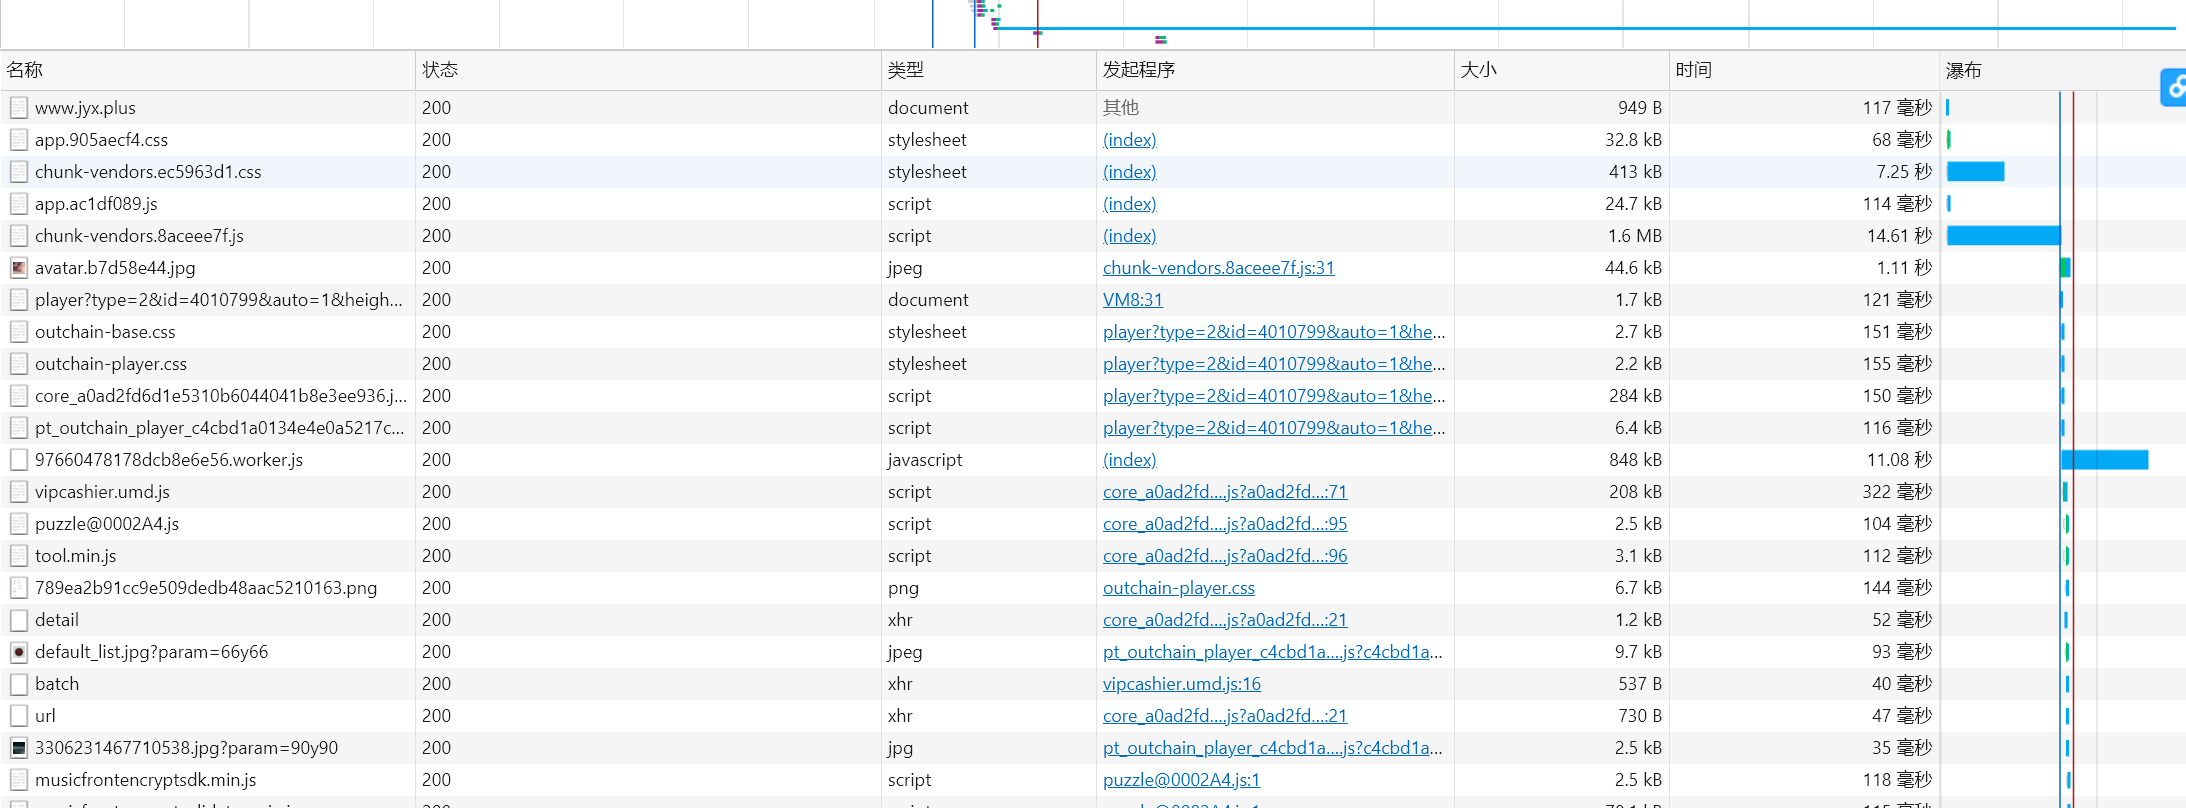 名称 状态 类型 发起程序 大小 时间 瀑布
www.jyx.plus 200 document 其他 949 B 117 毫秒
app.905aecf4.css 200 stylesheet (index) 32.8 kB 68 毫秒
chunk-vendors.ec5963d1.css 200 stylesheet (index) 413 kB 7.25 秒
app.ac1df089.js 200 script (index) 24.7 kB 114 毫秒
chunk-vendors.8aceee7f.js 200 script (index) 1.6 MB 14.61 秒
avatar.b7d58e44.jpg 200 jpeg chunk-vendors.8aceee7f.js:31 44.6 kB 1.11 秒
player?type=2&id=4010799&auto=1&heigh... 200 document VM8:31 1.7 kB 121 毫秒
outchain-base.css 200 stylesheet player?type=2&id=4010799&auto=1&he... 2.7 kB 151 毫秒
outchain-player.css 200 stylesheet player?type=2&id=4010799&auto=1&he... 2.2 kB 155 毫秒
core_a0ad2fd6d1e5310b6044041b8e3ee936.j... 200 script player?type=2&id=4010799&auto=1&he... 284 kB 150 毫秒
pt_outchain_player_c4cbd1a0134e4e0a5217c... 200 script player?type=2&id=4010799&auto=1&he... 6.4 kB 116 毫秒
97660478178dcb8e6e56.worker.js 200 javascript (index) 848 kB 11.08 秒
vipcashier.umd.js 200 script core_a0ad2fd....js?a0ad2fd...:71 208 kB 322 毫秒
puzzle@0002A4.js 200 script core_a0ad2fd....js?a0ad2fd...:95 2.5 kB 104 毫秒
tool.min.js 200 script core_a0ad2fd....js?a0ad2fd...:96 3.1 kB 112 毫秒
789ea2b91cc9e509dedb48aac5210163.png 200 png outchain-player.css 6.7 kB 144 毫秒
detail 200 xhr core_a0ad2fd....js?a0ad2fd...:21 1.2 kB 52 毫秒
default_list.jpg?param=66y66 200 jpeg pt_outchain_player_c4cbd1a....js?c4cbd1a... 9.7 kB 93 毫秒
batch 200 xhr vipcashier.umd.js:16 537 B 40 毫秒
url 200 xhr core_a0ad2fd....js?a0ad2fd...:21 730 B 47 毫秒
3306231467710538.jpg?param=90y90 200 jpg pt_outchain_player_c4cbd1a....js?c4cbd1a... 2.5 kB 35 毫秒
musicfrontencryptsdk.min.js 200 script puzzle@0002A4.js:1 2.5 kB 118 毫秒